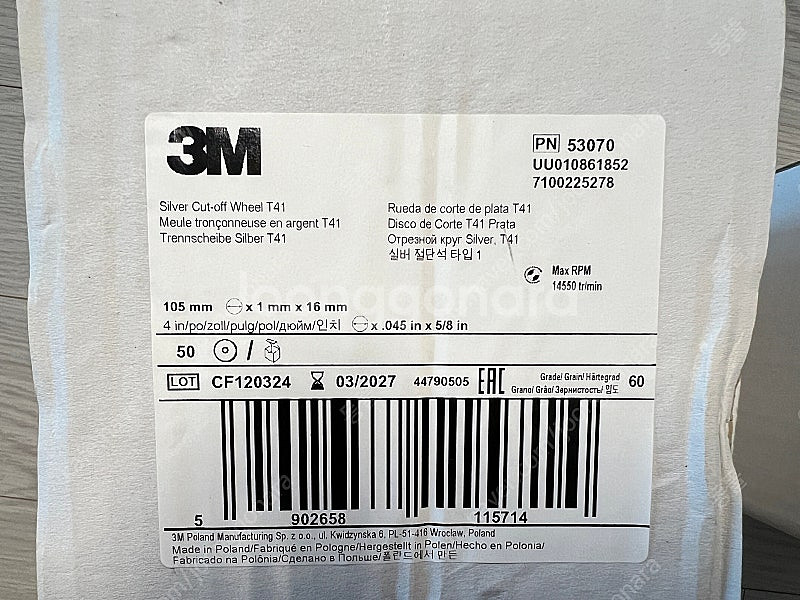 3M
PN 53070
UU010861852
7100225278
Silver Cut-off Wheel T41
Meule tronçonneuse en argent T41
Trennscheibe Silber T41
Rueda de corte de plata T41
Disco de Corte T41 Prata
Отрезной круг Silver, T41
실버 절단석 타입 1
Max RPM
14550 tr/min
105 mm x 1 mm x 16 mm
4 in/po/zoll/pulg/pol/дюйм/인치 x .045 in x 5/8 in
50 /
LOT CF120324 03/2027 44790505 EAC
Grade/ Grain/ Härtegrad
Grano/ Grão/ Зернистость/ 밀도
60
5 902658 115714
3M Poland Manufacturing Sp. z o.o., ul. Kwidzynska 6, PL-51-416 Wroclaw, Poland
Made in Poland/Fabriqué en Pologne/Hergestellt in Polen/Hecho en Polonia/
Fabricado na Polônia/Сделано в Польше/폴란드에서 만든